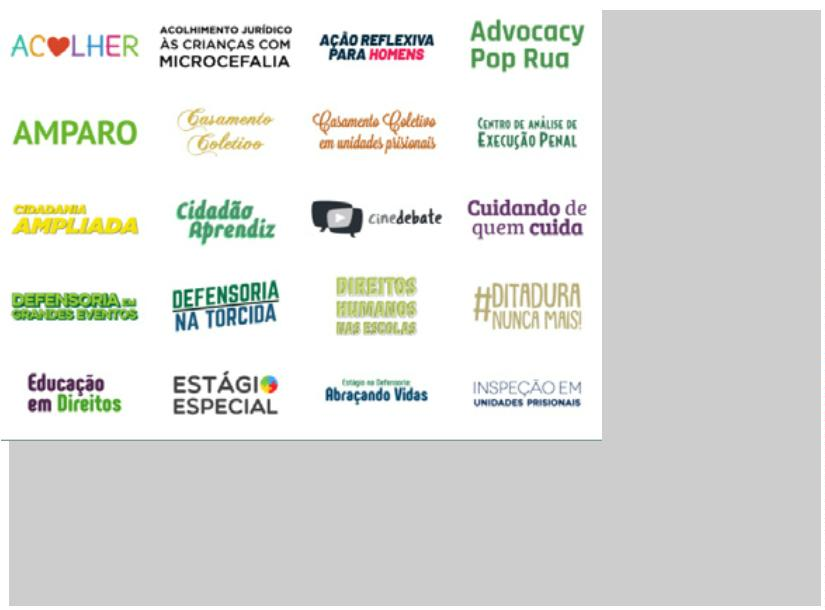 ACOLHER
ACOLHIMENTO JURÍDICO
ÀS CRIANÇAS COM
MICROCEFALIA
AÇÃO REFLEXIVA
PARA HOMENS
Advocacy
Pop Rua
AMPARO
Casamento
Coletivo
Casamento Coletivo
em unidades prisionais
CENTRO DE ANÁLISE DE
EXECUÇÃO PENAL
CIDADANIA
AMPLIADA
Cidadão
Aprendiz
cinedebate
Cuidando de
quem cuida
DEFENSORIA EM
GRANDES EVENTOS
DEFENSORIA
NA TORCIDA
DIREITOS
HUMANOS
NAS ESCOLAS
#DITADURA
NUNCA MAIS!
Educação
em Direitos
ESTÁGIO
ESPECIAL
Estágio na Defensoria:
Abraçando Vidas
INSPEÇÃO EM
UNIDADES PRISIONAIS